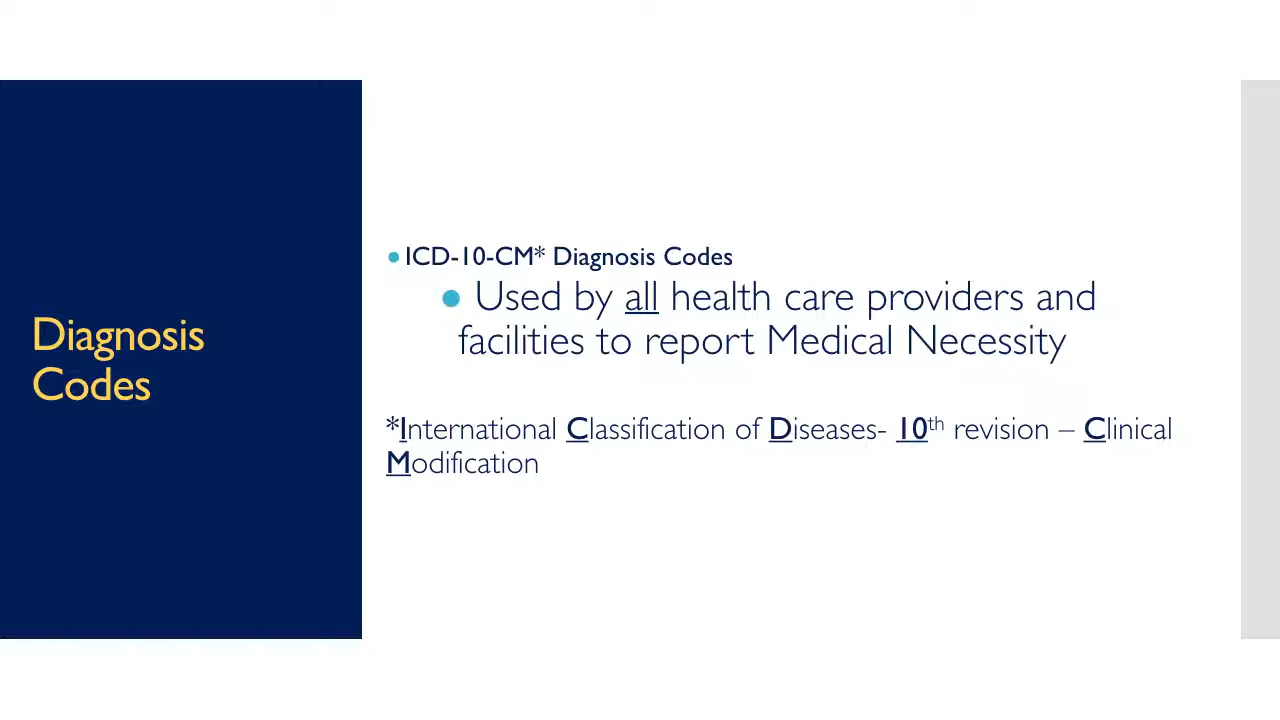 Diagnosis
Codes
● ICD-10-CM* Diagnosis Codes
● Used by all health care providers and
facilities to report Medical Necessity
*International Classification of Diseases- 10th revision – Clinical
Modification